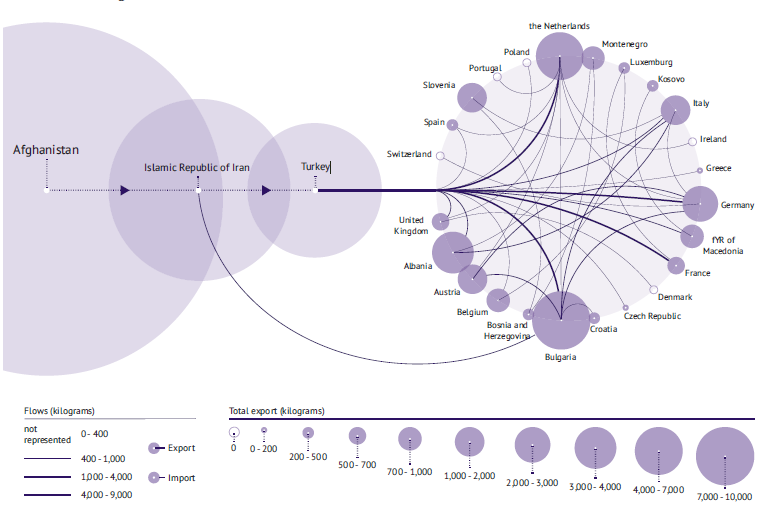 the Netherlands
Montenegro
Poland
Luxemburg
Portugal
Kosovo
Slovenia
Italy
Spain
Ireland
Afghanistan
Switzerland
Islamic Republic of Iran
Turkey
Greece
Germany
United
Kingdom
fYR of
Macedonia
Albania
France
Austria
Denmark
Belgium
Czech Republic
Bosnia and
Herzegovina
Croatia
Bulgaria
Flows (kilograms)
Total export (kilograms)
not
represented
0 - 400
400 - 1,000
1,000 - 4,000
4,000 - 9,000
Export
Import
0
0 - 200
200 - 500
500 - 700
700 - 1,000
1,000 - 2,000
2,000 - 3,000
3,000 - 4,000
4,000 - 7,000
7,000 - 10,000